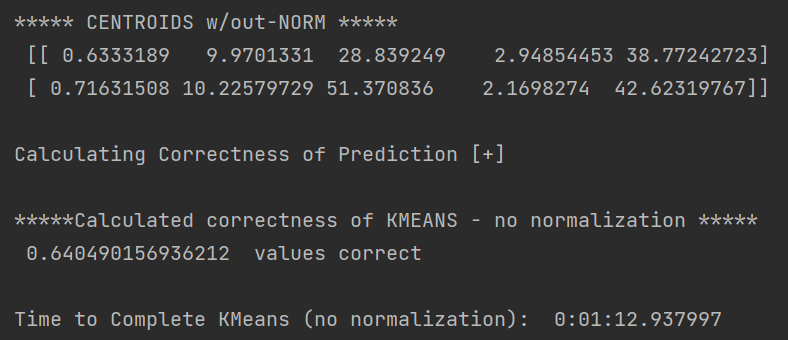 ***** CENTROIDS w/out-NORM *****
[[ 0.6333189   9.9701331  28.839249    2.94854453 38.77242723]
[ 0.71631508 10.22579729 51.370836    2.1698274  42.62319767]]
Calculating Correctness of Prediction [+]
*****Calculated correctness of KMEANS - no normalization *****
0.640490156936212  values correct
Time to Complete KMeans (no normalization):  0:01:12.937997